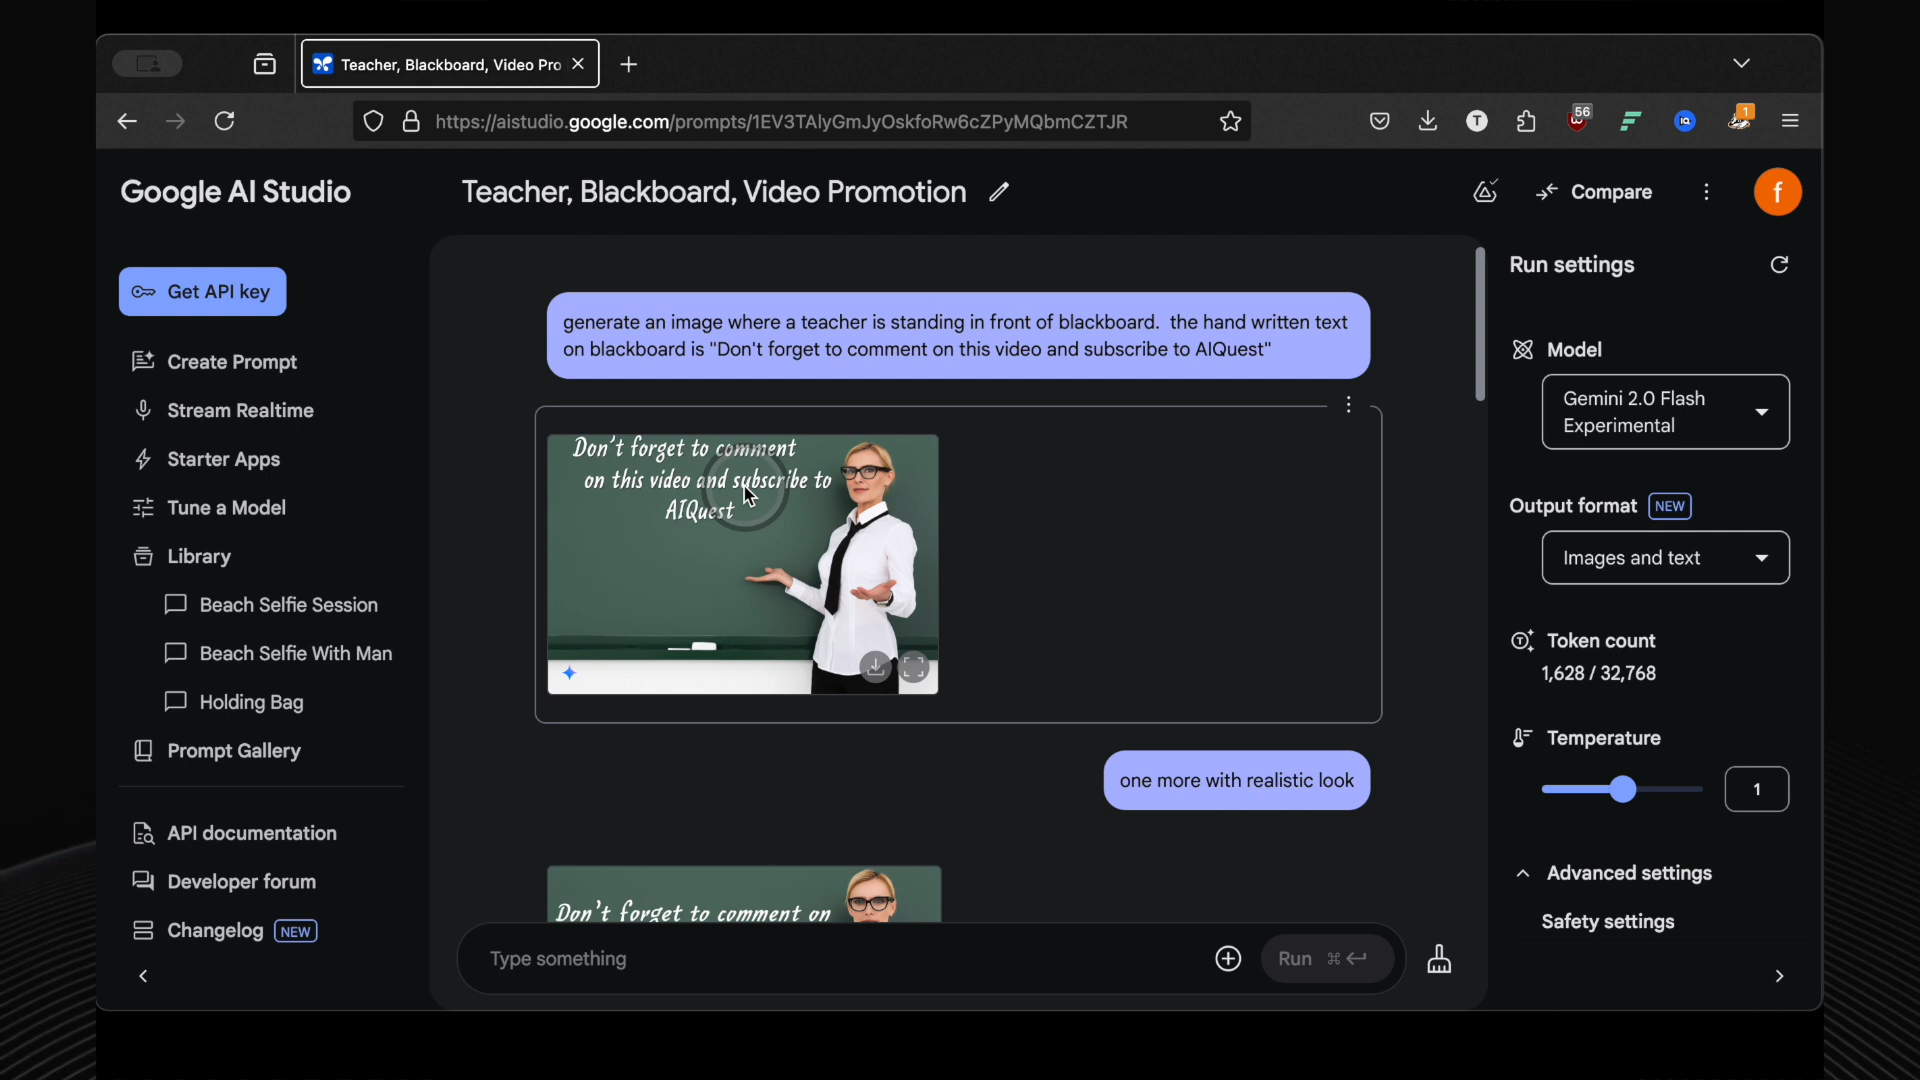 Teacher, Blackboard, Video Pro
https://aistudio.google.com/prompts/1EV3TAlyGmJyOskfoRw6cZPyMQbmCZTJR
T
56
IQ
1
Google AI Studio
Teacher, Blackboard, Video Promotion
Compare
f
Get API key
Create Prompt
Stream Realtime
Starter Apps
Tune a Model
Library
Beach Selfie Session
Beach Selfie With Man
Holding Bag
Prompt Gallery
API documentation
Developer forum
Changelog NEW
generate an image where a teacher is standing in front of blackboard.  the hand written text
on blackboard is "Don't forget to comment on this video and subscribe to AIQuest"
Don't forget to comment
on this video and subscribe to
AIQuest
one more with realistic look
Don't forget to comment on
Type something
Run ⌘
Run settings
Model
Gemini 2.0 Flash
Experimental
Output format NEW
Images and text
Token count
1,628 / 32,768
Temperature
1
Advanced settings
Safety settings